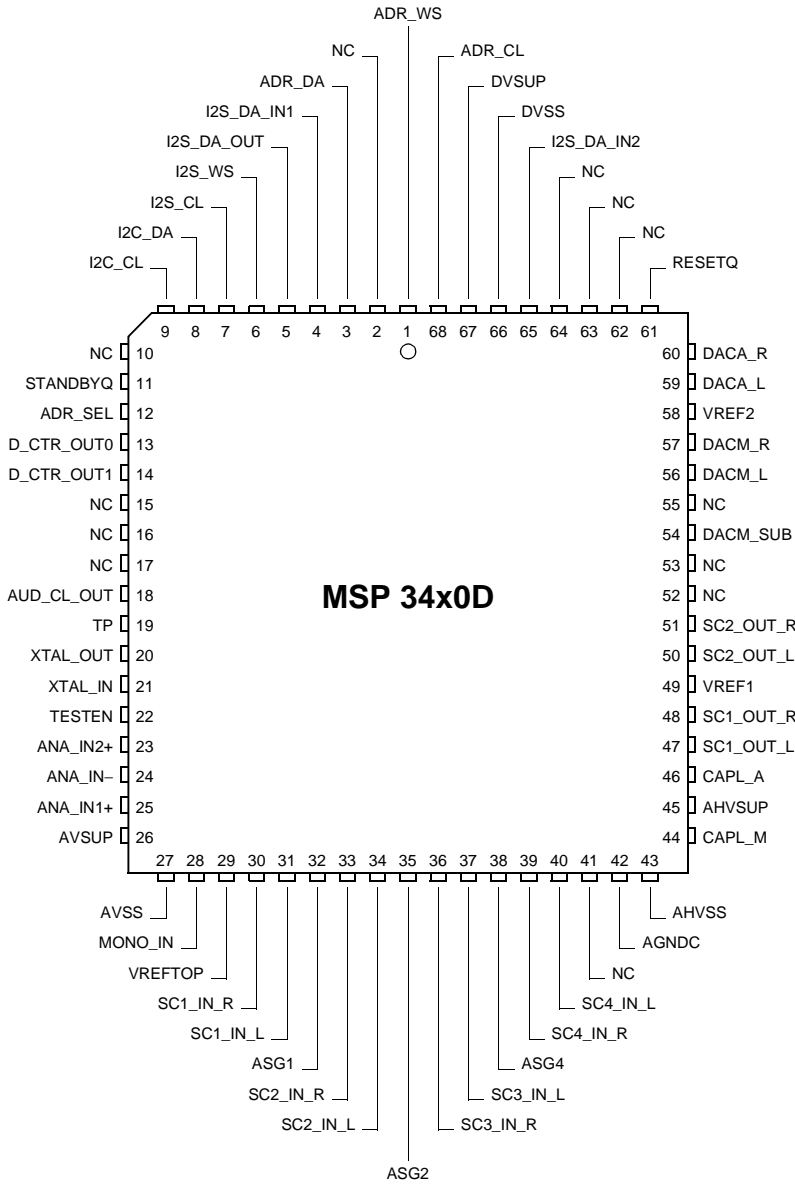 ADR_WS
NC ADR_CL
ADR_DA DVSUP
I2S_DA_IN1 DVSS
I2S_DA_OUT I2S_DA_IN2
I2S_WS NC
I2S_CL NC
I2C_DA NC
I2C_CL RESETQ
9 8 7 6 5 4 3 2 1 68 67 66 65 64 63 62 61
NC 10 60 DACA_R
STANDBYQ 11 59 DACA_L
ADR_SEL 12 58 VREF2
D_CTR_OUT0 13 57 DACM_R
D_CTR_OUT1 14 56 DACM_L
NC 15 55 NC
NC 16 54 DACM_SUB
NC 17 53 NC
MSP 34x0D
AUD_CL_OUT 18 52 NC
TP 19 51 SC2_OUT_R
XTAL_OUT 20 50 SC2_OUT_L
XTAL_IN 21 49 VREF1
TESTEN 22 48 SC1_OUT_R
ANA_IN2+ 23 47 SC1_OUT_L
ANA_IN– 24 46 CAPL_A
ANA_IN1+ 25 45 AHVSUP
AVSUP 26 44 CAPL_M
27 28 29 30 31 32 33 34 35 36 37 38 39 40 41 42 43
AVSS AHVSS
MONO_IN AGNDC
VREFTOP NC
SC1_IN_R SC4_IN_L
SC1_IN_L SC4_IN_R
ASG1 ASG4
SC2_IN_R SC3_IN_L
SC2_IN_L SC3_IN_R
ASG2